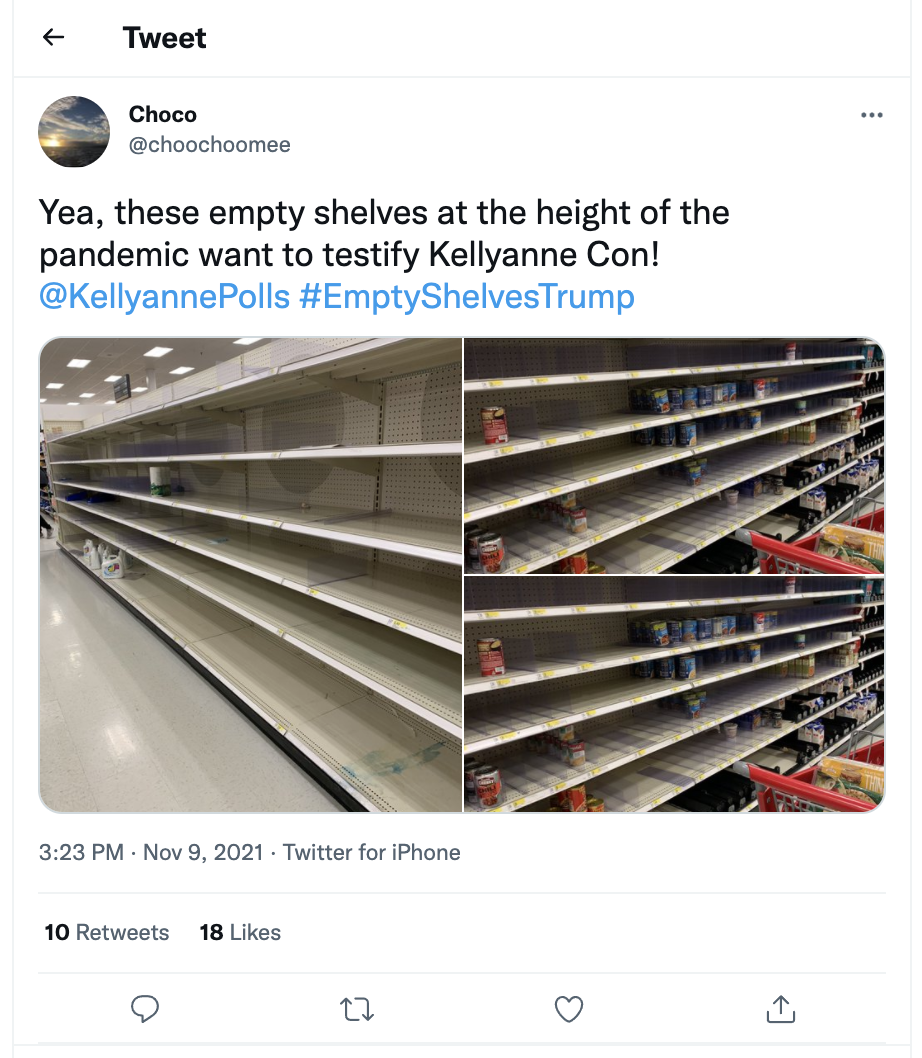 Tweet
Choco
@choochoomee
Yea, these empty shelves at the height of the
pandemic want to testify Kellyanne Con!
@KellyannePolls #EmptyShelvesTrump
3:23 PM · Nov 9, 2021 · Twitter for iPhone
10 Retweets 18 Likes